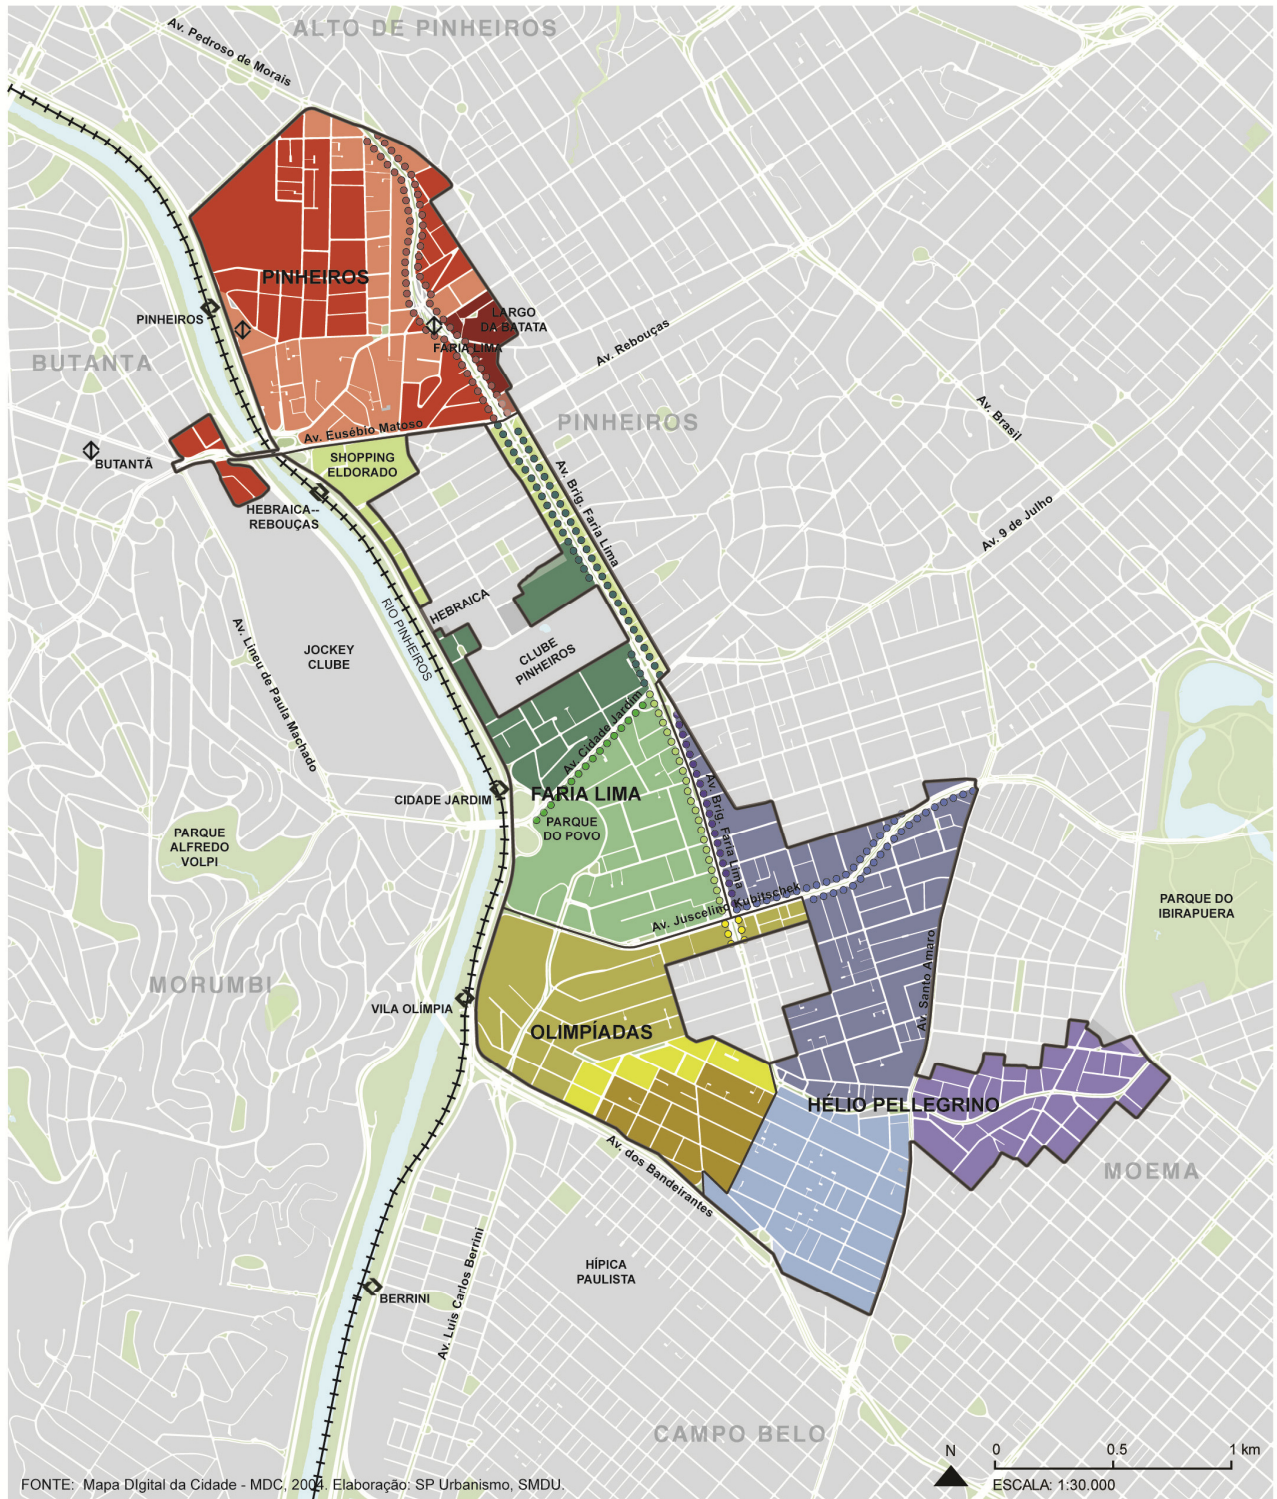 ALTO DE PINHEIROS
Av. Pedroso de Morais
PINHEIROS
LARGO
DA BATATA
PINHEIROS
FARIA LIMA
Av. Rebouças
BUTANTA
Av. Brasil
PINHEIROS
Av. Eusébio Matoso
SHOPPING
ELDORADO
BUTANTÃ
Av. Brig. Faria Lima
HEBRAICA--
REBOUÇAS
Av. 9 de Julho
RIO PINHEIROS
HEBRAICA
Av. Lineu de Paula Machado
JOCKEY
CLUBE
CLUBE
PINHEIROS
Av. Cidade Jardim
CIDADE JARDIM
FARIA LIMA
PARQUE
DO POVO
Av. Brig. Faria Lima
PARQUE
ALFREDO
VOLPI
Av. Juscelino Kubitschek
PARQUE DO
IBIRAPUERA
Av. Santo Amaro
MORUMBI
VILA OLÍMPIA
OLIMPÍADAS
HÉLIO PELLEGRINO
Av. dos Bandeirantes
MOEMA
HÍPICA
PAULISTA
BERRINI
Av. Luis Carlos Berrini
CAMPO BELO
N
0 0.5 1 km
ESCALA: 1:30.000
FONTE: Mapa DIgital da Cidade - MDC, 2004. Elaboração: SP Urbanismo, SMDU.